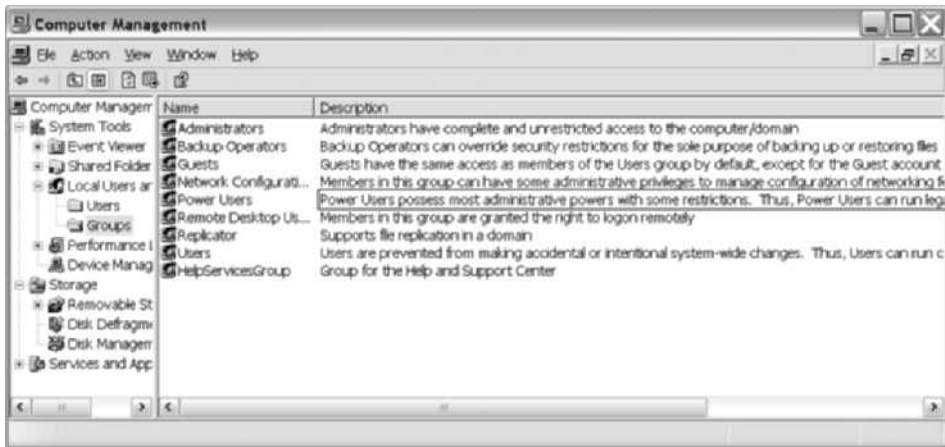 Computer Management
File Action View Window Help
Computer Managem
System Tools
Event Viewer
Shared Folder
Local Users ar
Users
Groups
Performance L
Device Manag
Storage
Removable St
Disk Defragme
Disk Managem
Services and App
Name Description
Administrators Administrators have complete and unrestricted access to the computer/domain
Backup Operators Backup Operators can override security restrictions for the sole purpose of backing up or restoring files
Guests Guests have the same access as members of the Users group by default, except for the Guest account
Network Configurati... Members in this group can have some administrative privileges to manage configuration of networking fe
Power Users Power Users possess most administrative powers with some restrictions. Thus, Power Users can run lega
Remote Desktop Us... Members in this group are granted the right to logon remotely
Replicator Supports file replication in a domain
Users Users are prevented from making accidental or intentional system-wide changes. Thus, Users can run c
HelpServicesGroup Group for the Help and Support Center